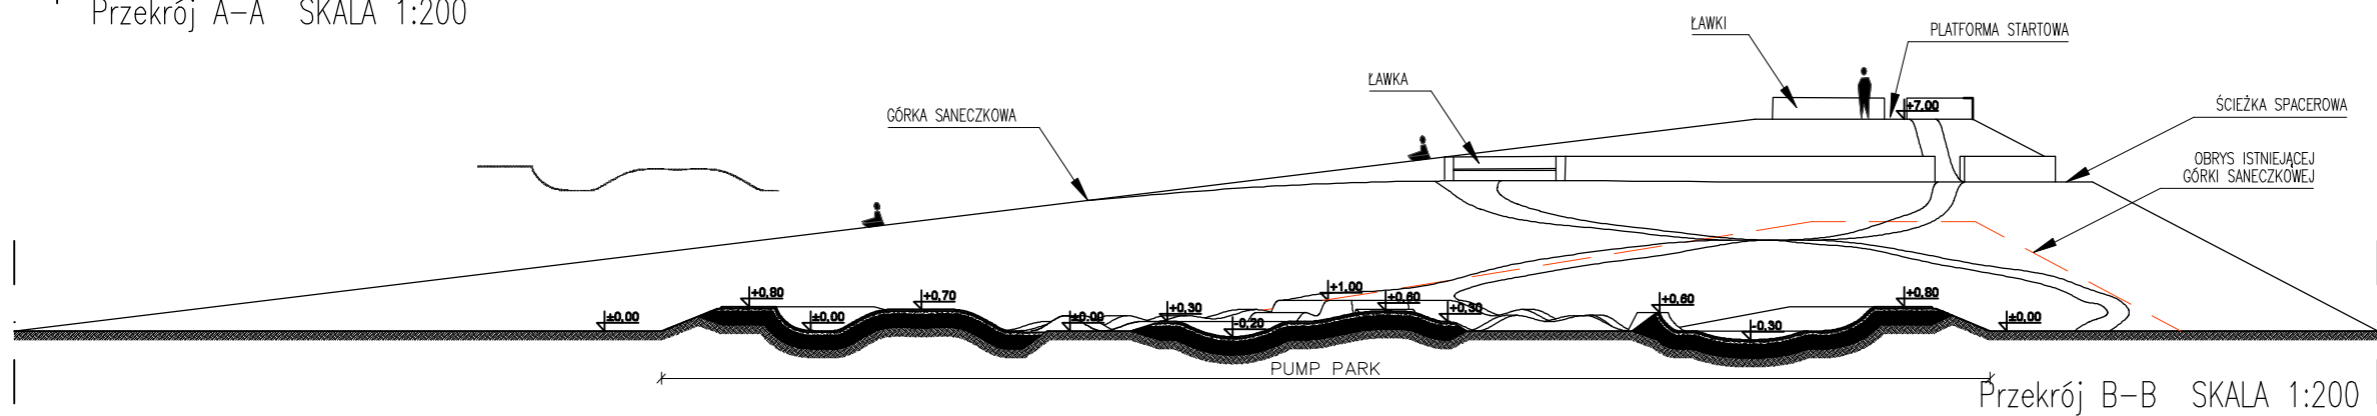 Przekrój A-A SKALA 1:200
ŁAWKI
PLATFORMA STARTOWA
ŁAWKA
+7,00
GÓRKA SANECZKOWA
ŚCIEŻKA SPACEROWA
OBRYS ISTNIEJĄCEJ
GÓRKI SANECZKOWEJ
±0,00
+0,80
±0,00
+0,70
±0,00
+0,30
-0,20
+1,00
+0,60
+0,30
+0,60
-0,30
+0,80
±0,00
PUMP PARK
Przekrój B-B SKALA 1:200